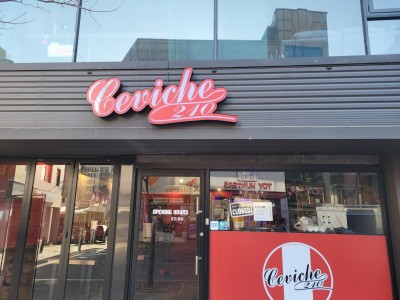 Ceviche
210
OPENING HOURS
CLOSED
Ceviche
210